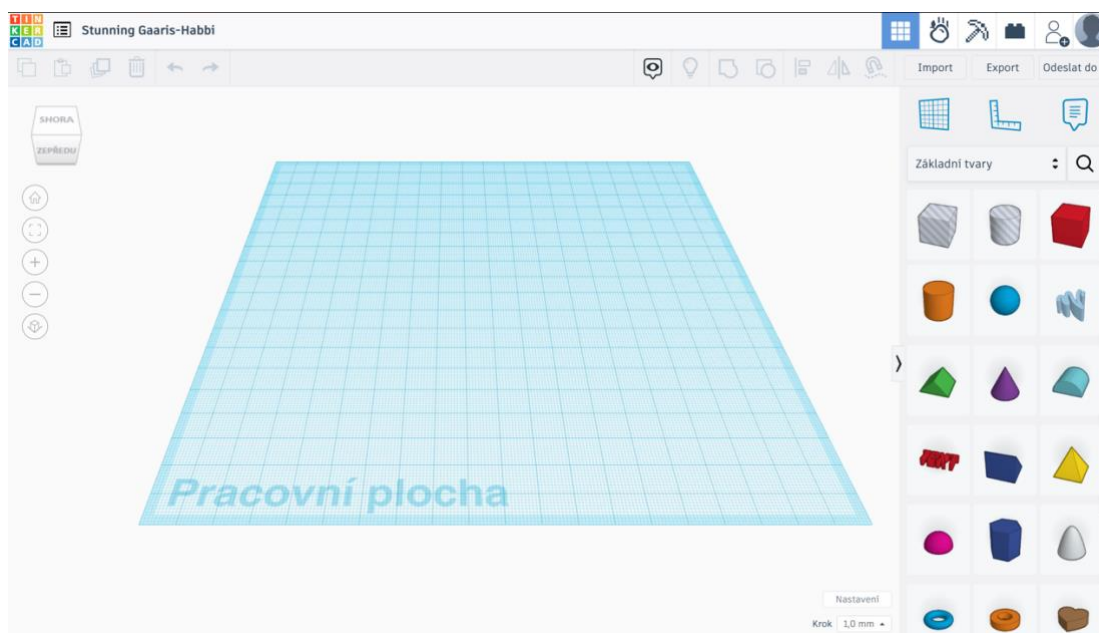 TIN
KER
CAD
Stunning Gaaris-Habbi
Import
Export
Odeslat do
SHORA
ZEPŘEDU
Základní tvary
Pracovní plocha
TEXT
Nastavení
Krok 1,0 mm